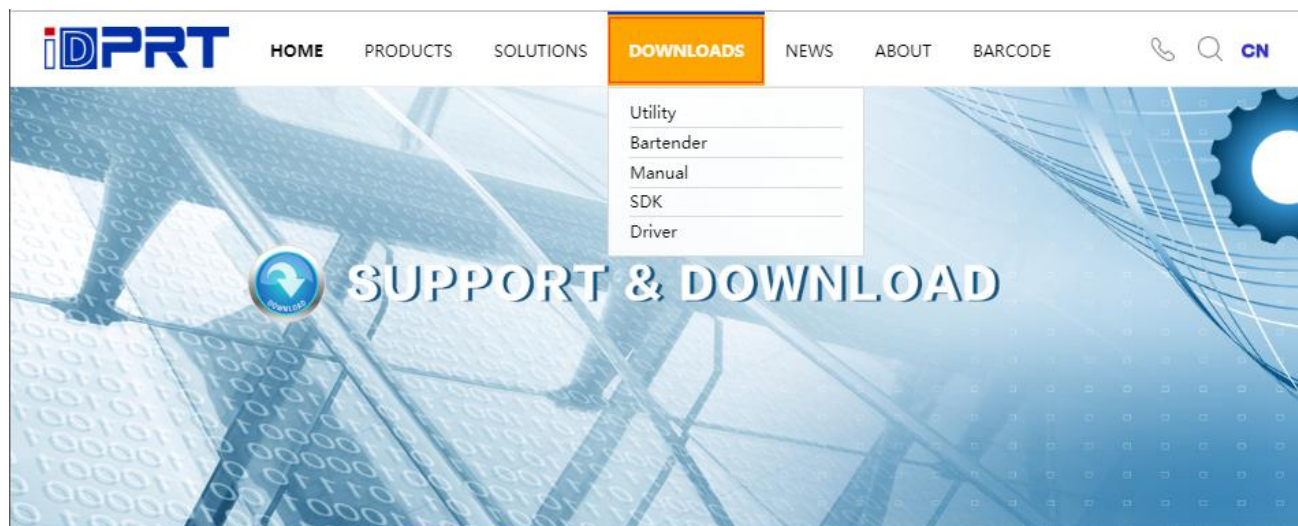 iDPRT HOME PRODUCTS SOLUTIONS DOWNLOADS NEWS ABOUT BARCODE CN
Utility
Bartender
Manual
SDK
Driver
DOWNLOAD
SUPPORT & DOWNLOAD